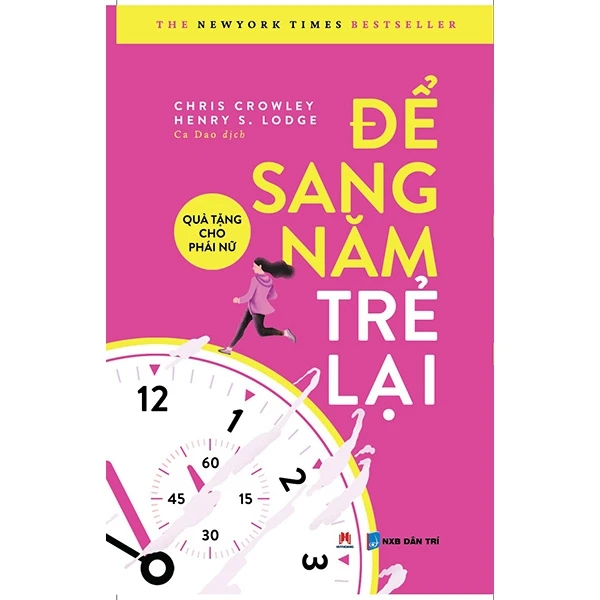 THE NEWYORK TIMES BESTSELLER
CHRIS CROWLEY
HENRY S. LODGE
Ca Dao dịch
ĐỂ
SANG
NĂM
TRẺ
LẠI
QUÀ TẶNG
CHO
PHÁI NỮ
12
1
2
3
60
15
30
45
NXB DÂN TRÍ